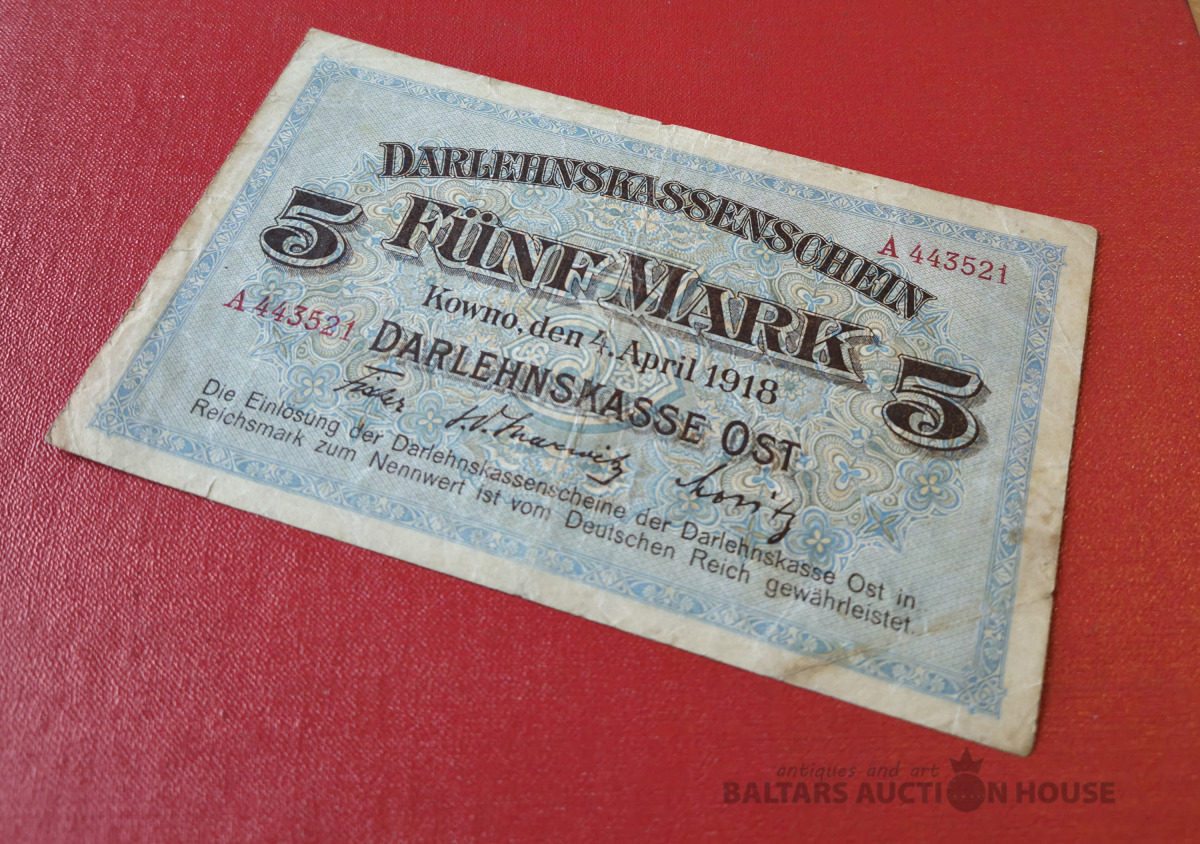 DARLEHNSKASSENSCHEIN
A 443521
5 FÜNF MARK 5
Kowno, den 4. April 1918
A 443521
DARLEHNSKASSE OST
Die Einlösung der Darlehnskassenscheine der Darlehnskasse Ost in
Reichsmark zum Nennwert ist vom Deutschen Reich gewährleistet.
antiques and art
BALTARS AUCTION HOUSE